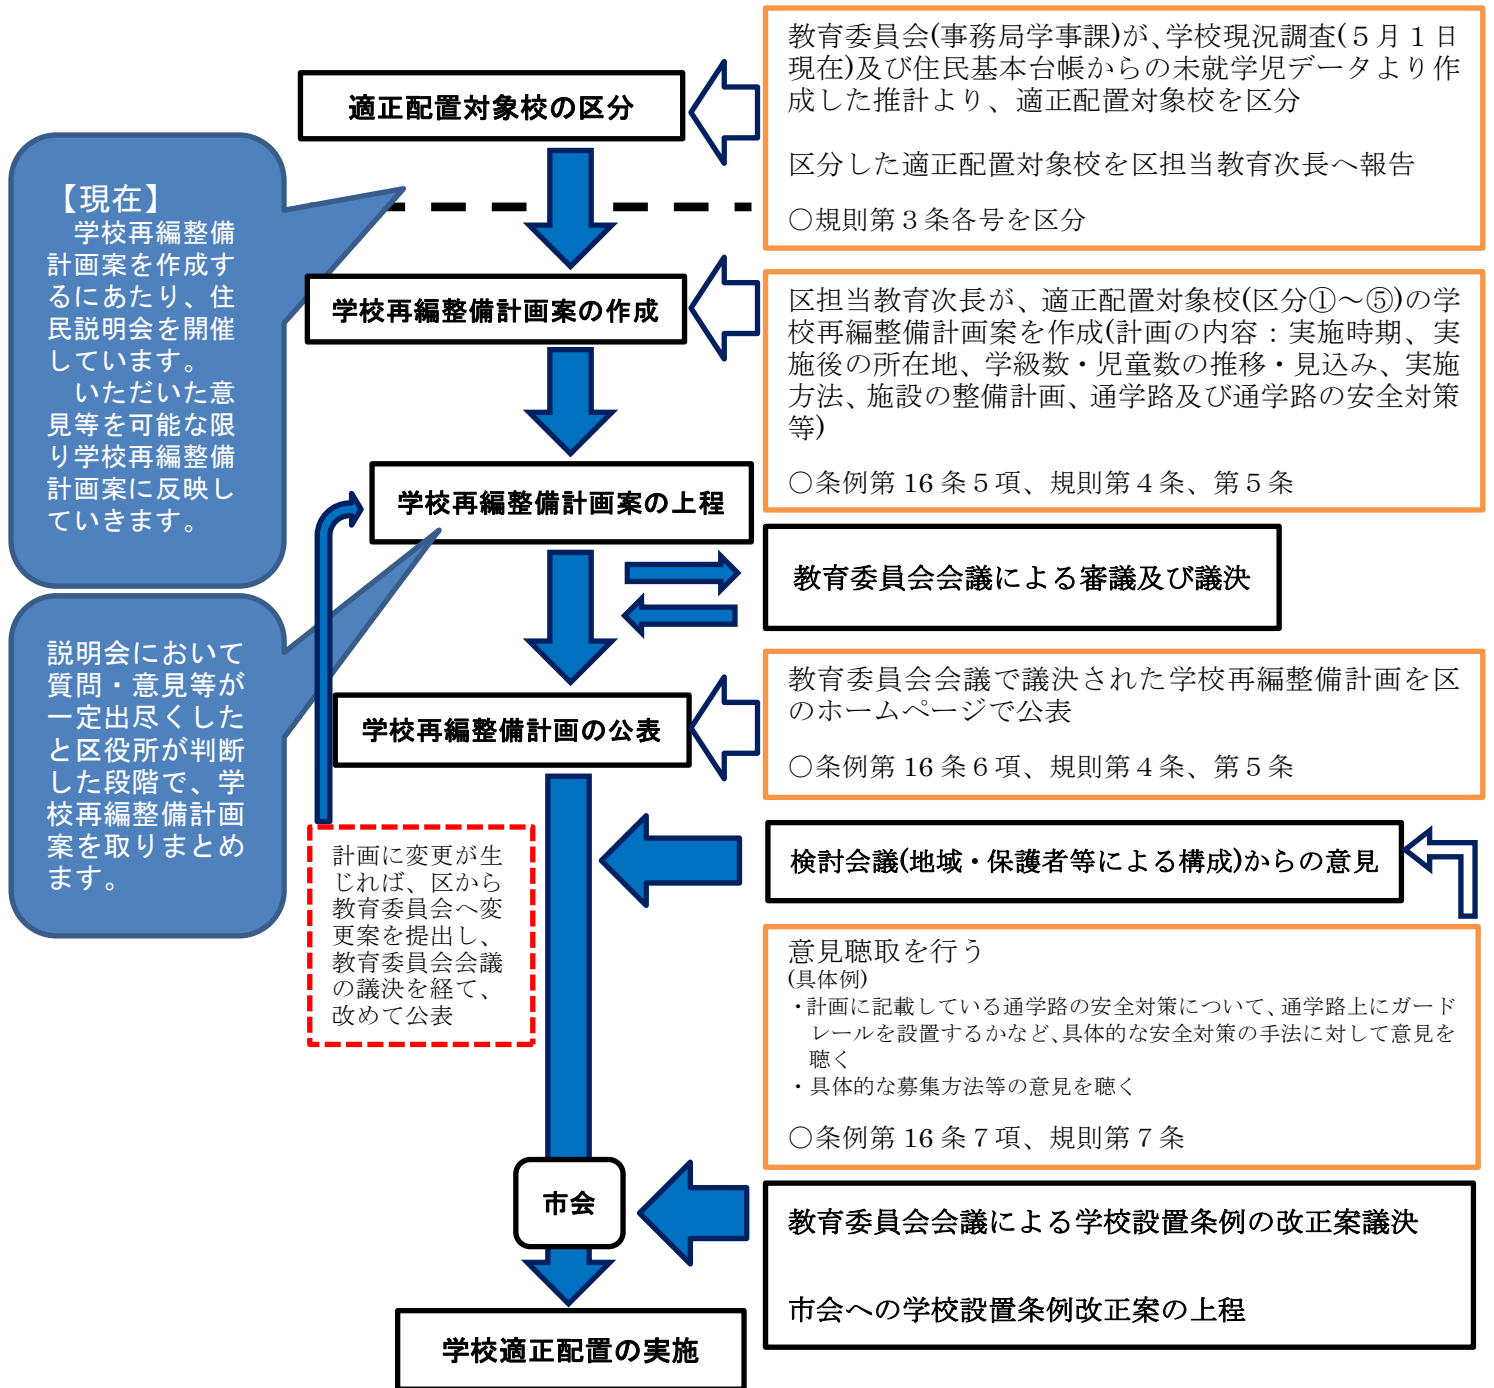 適正配置対象校の区分
教育委員会(事務局学事課)が、学校現況調査(５月１日
現在)及び住民基本台帳からの未就学児データより作
成した推計より、適正配置対象校を区分
区分した適正配置対象校を区担当教育次長へ報告
○規則第３条各号を区分
【現在】
学校再編整備
計画案を作成す
るにあたり、住
民説明会を開催
しています。
いただいた意
見等を可能な限
り学校再編整備
計画案に反映し
ていきます。
学校再編整備計画案の作成
区担当教育次長が、適正配置対象校(区分①～⑤)の学
校再編整備計画案を作成(計画の内容：実施時期、実
施後の所在地、学級数・児童数の推移・見込み、実施
方法、施設の整備計画、通学路及び通学路の安全対策
等)
○条例第 16 条５項、規則第４条、第５条
学校再編整備計画案の上程
教育委員会会議による審議及び議決
説明会において
質問・意見等が
一定出尽くした
と区役所が判断
した段階で、学
校再編整備計画
案を取りまとめ
ます。
学校再編整備計画の公表
教育委員会会議で議決された学校再編整備計画を区
のホームページで公表
○条例第 16 条６項、規則第４条、第５条
計画に変更が生
じれば、区から
教育委員会へ変
更案を提出し、
教育委員会会議
の議決を経て、
改めて公表
検討会議(地域・保護者等による構成)からの意見
意見聴取を行う
(具体例)
・計画に記載している通学路の安全対策について、通学路上にガード
レールを設置するかなど、具体的な安全対策の手法に対して意見を
聴く
・具体的な募集方法等の意見を聴く
○条例第 16 条７項、規則第７条
市会
教育委員会会議による学校設置条例の改正案議決
市会への学校設置条例改正案の上程
学校適正配置の実施